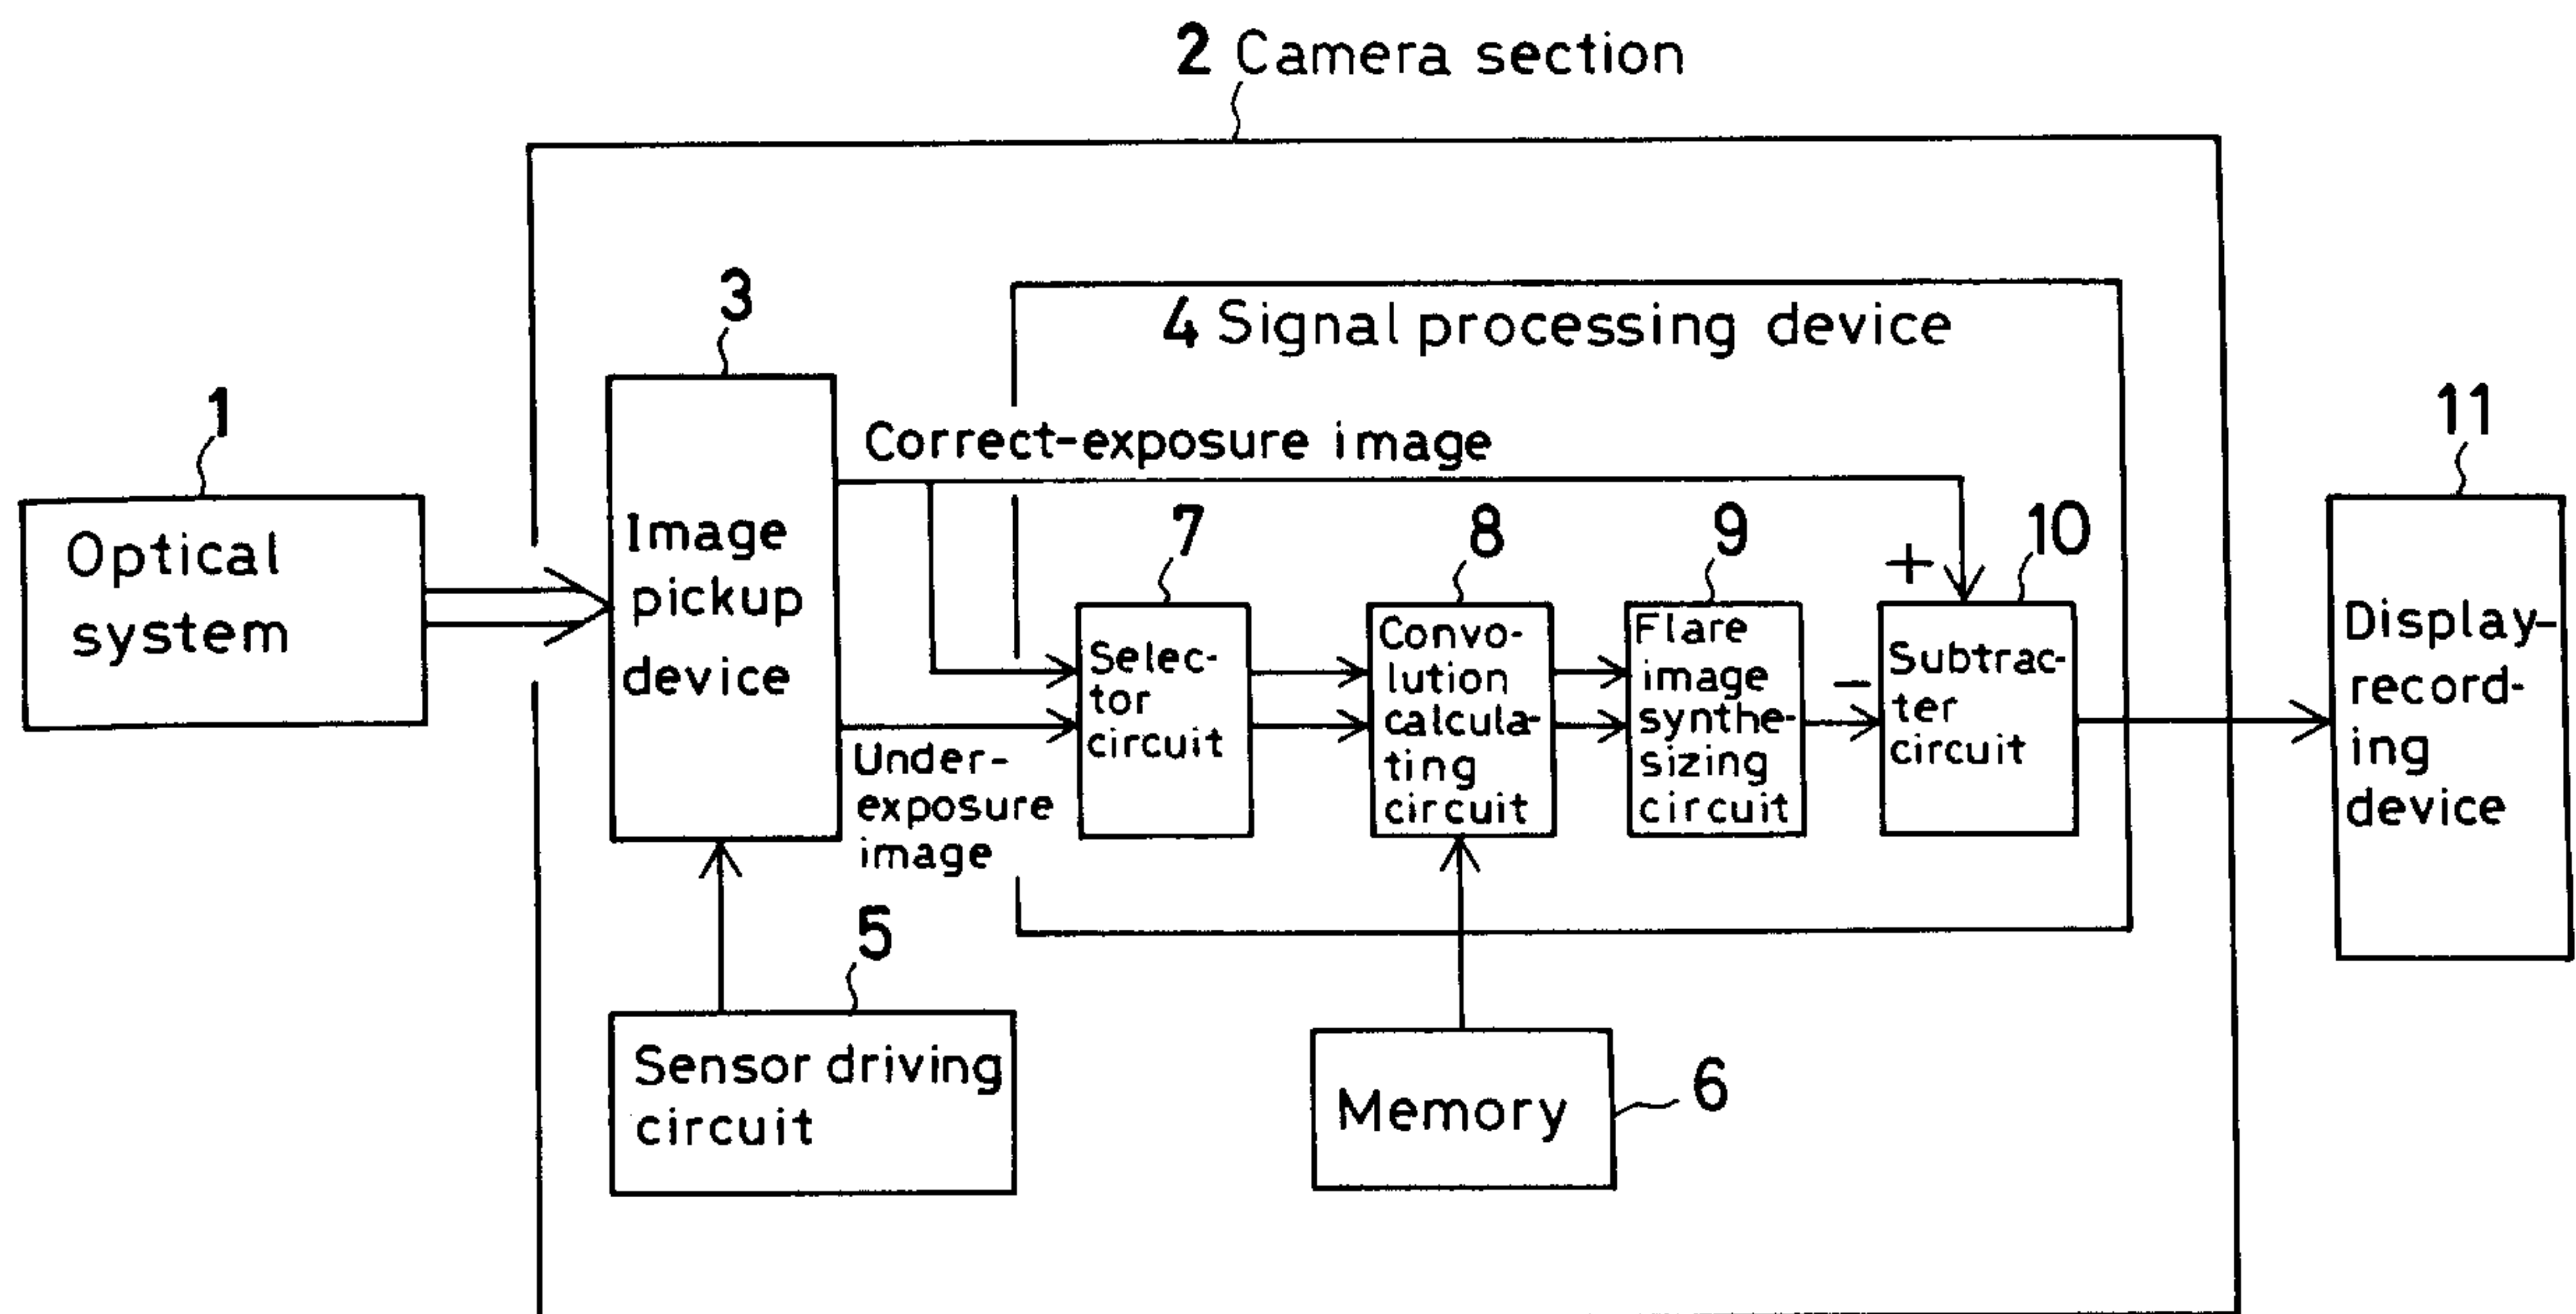 2 Camera section
3
4 Signal processing device
1
11
Correct-exposure image
Optical
system
Image
pickup
device
7
8
9
10
+
−
Selec-
tor
circuit
Convo-
lution
calcula-
ting
circuit
Flare
image
synthe-
sizing
circuit
Subtrac-
ter
circuit
Display-
record-
ing
device
Under-
exposure
image
5
Sensor driving
circuit
Memory
6